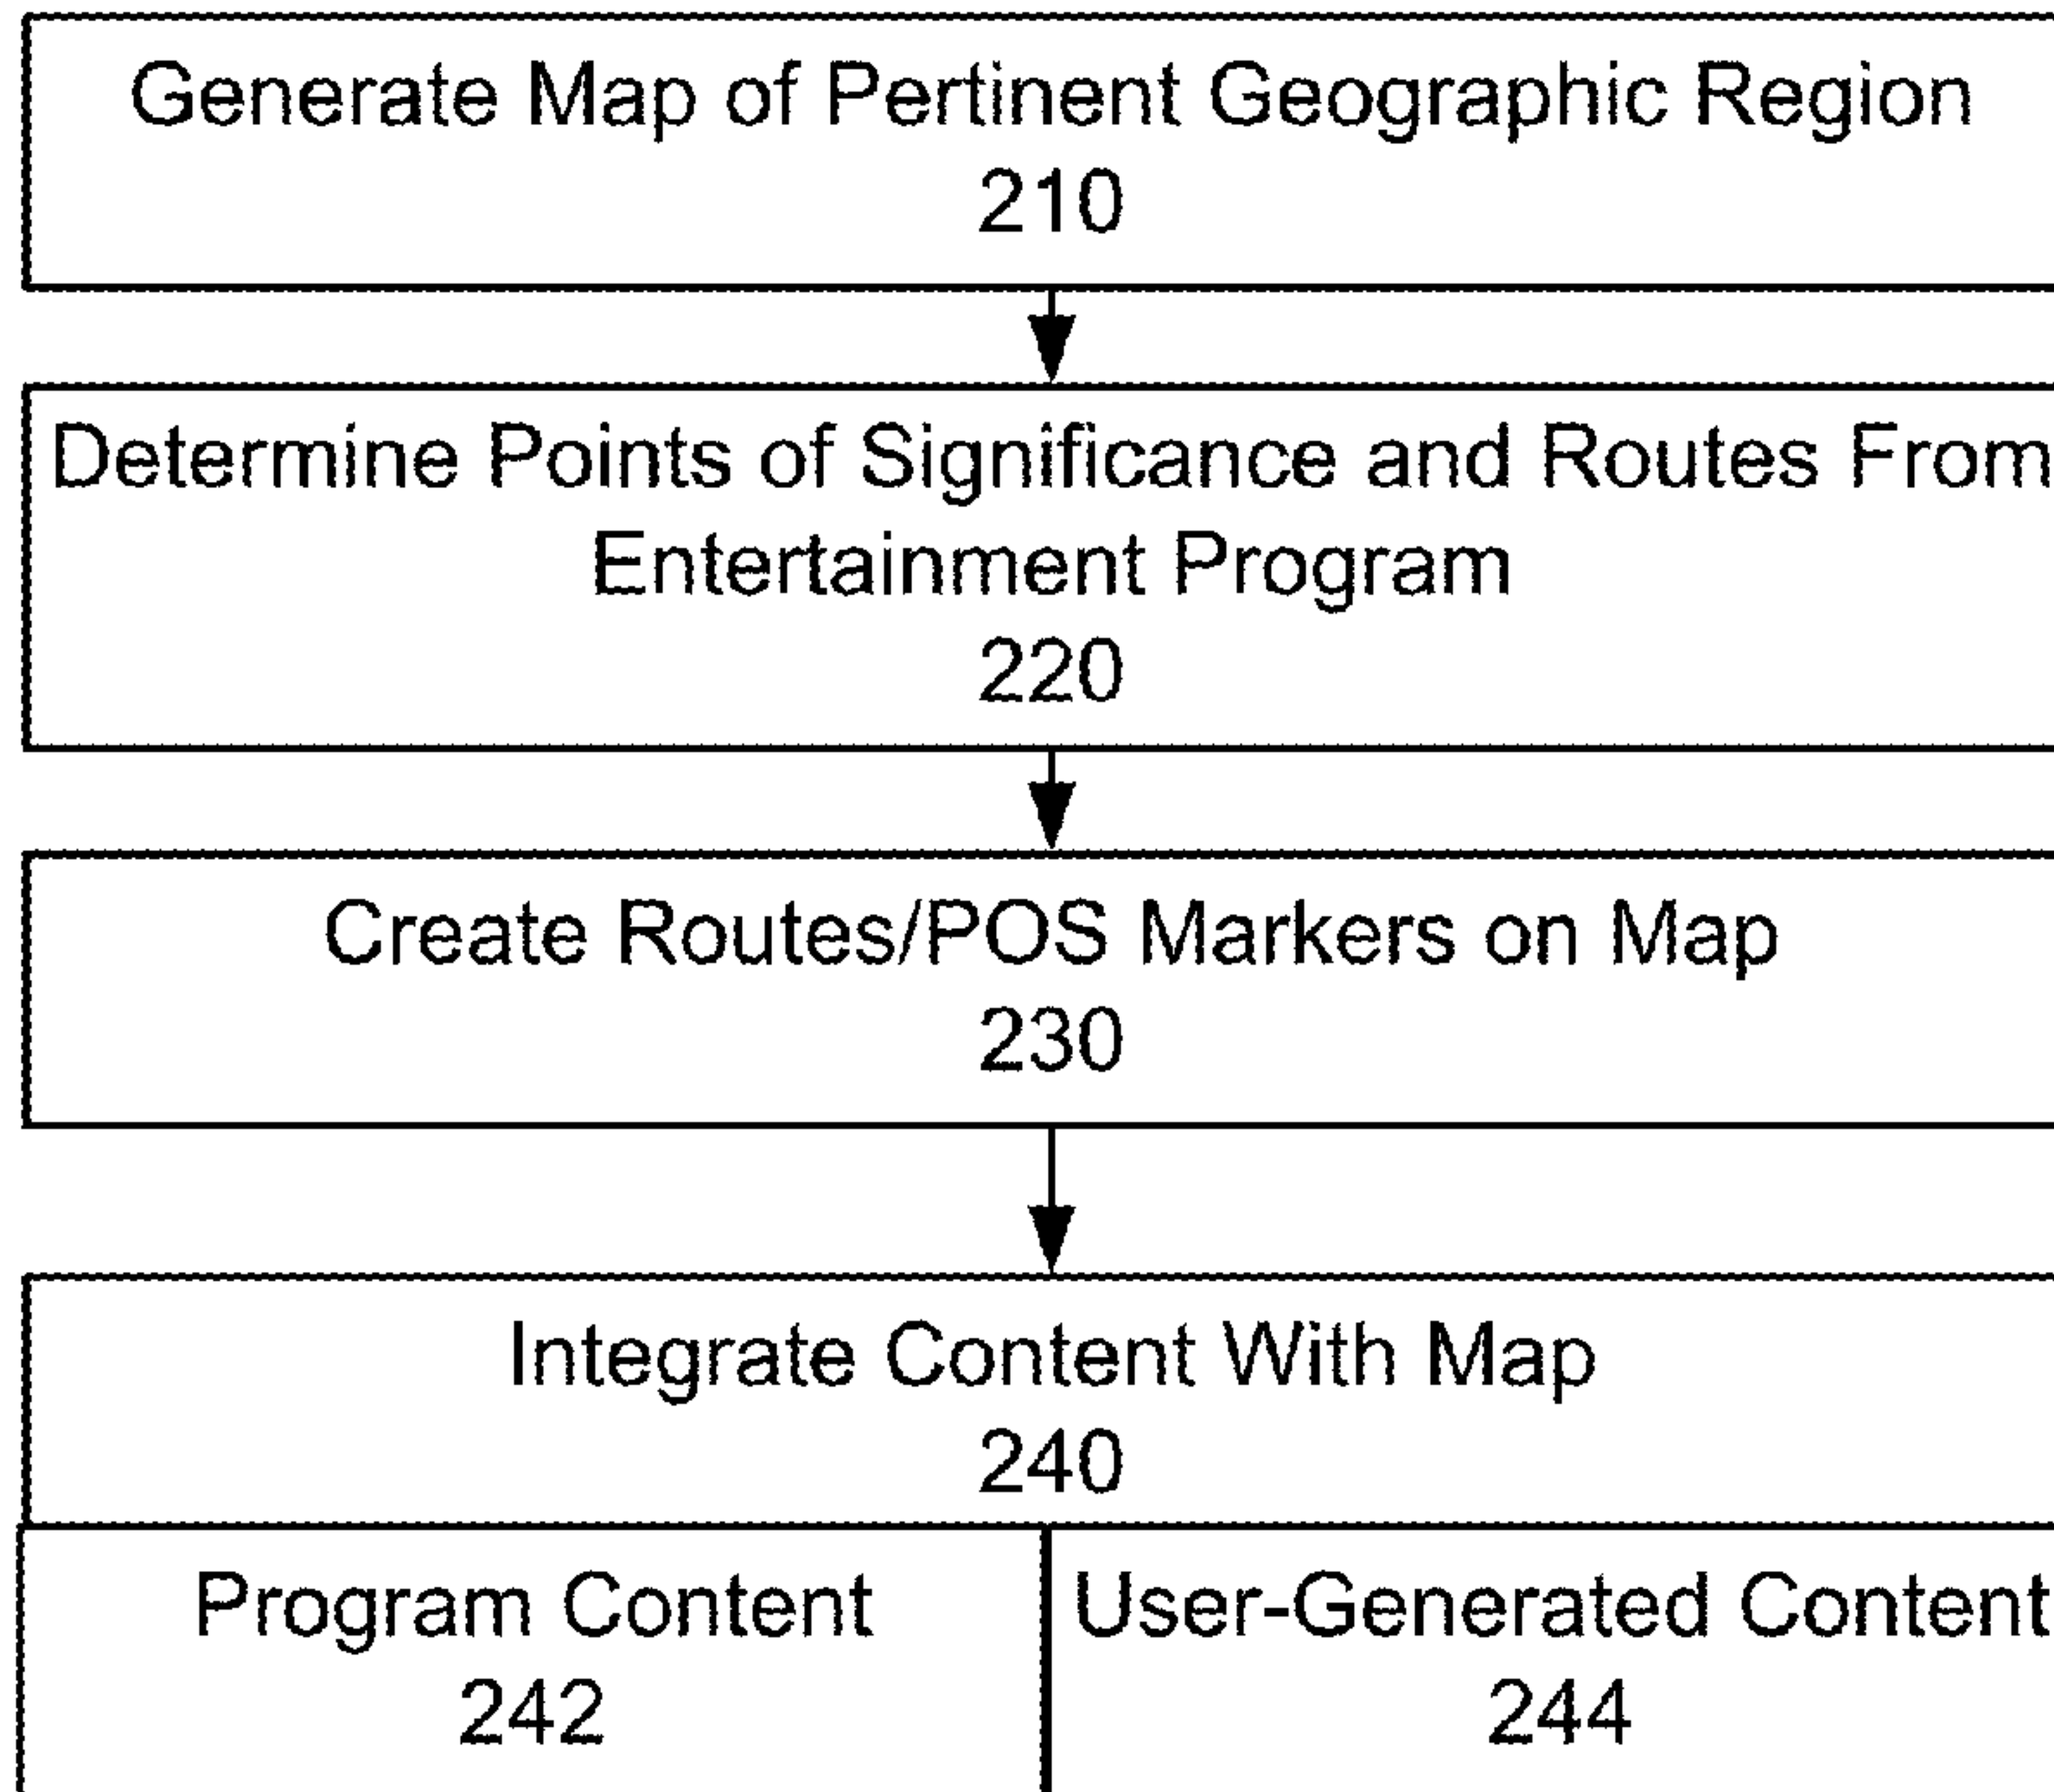 Generate Map of Pertinent Geographic Region
210
Determine Points of Significance and Routes From
Entertainment Program
220
Create Routes/POS Markers on Map
230
Integrate Content With Map
240
Program Content
242
User-Generated Content
244